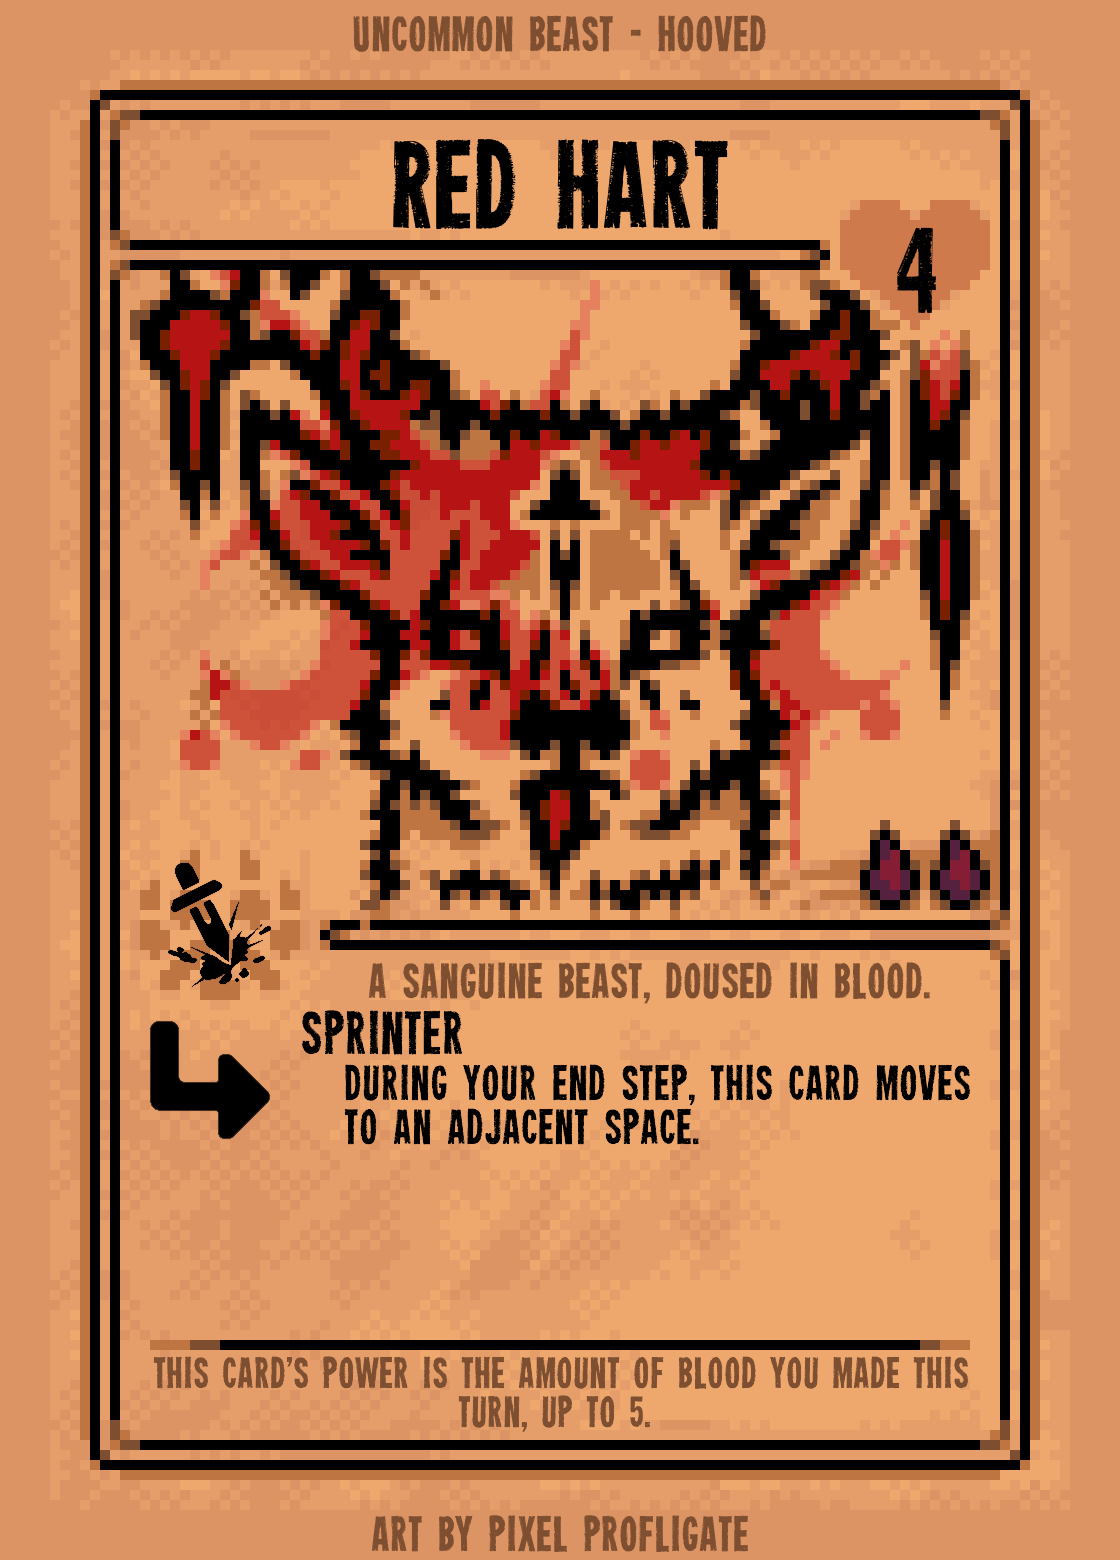 UNCOMMON BEAST - HOOVED
RED HART
4
A SANGUINE BEAST, DOUSED IN BLOOD.
SPRINTER
DURING YOUR END STEP, THIS CARD MOVES
TO AN ADJACENT SPACE.
THIS CARD'S POWER IS THE AMOUNT OF BLOOD YOU MADE THIS
TURN, UP TO 5.
ART BY PIXEL PROFLIGATE